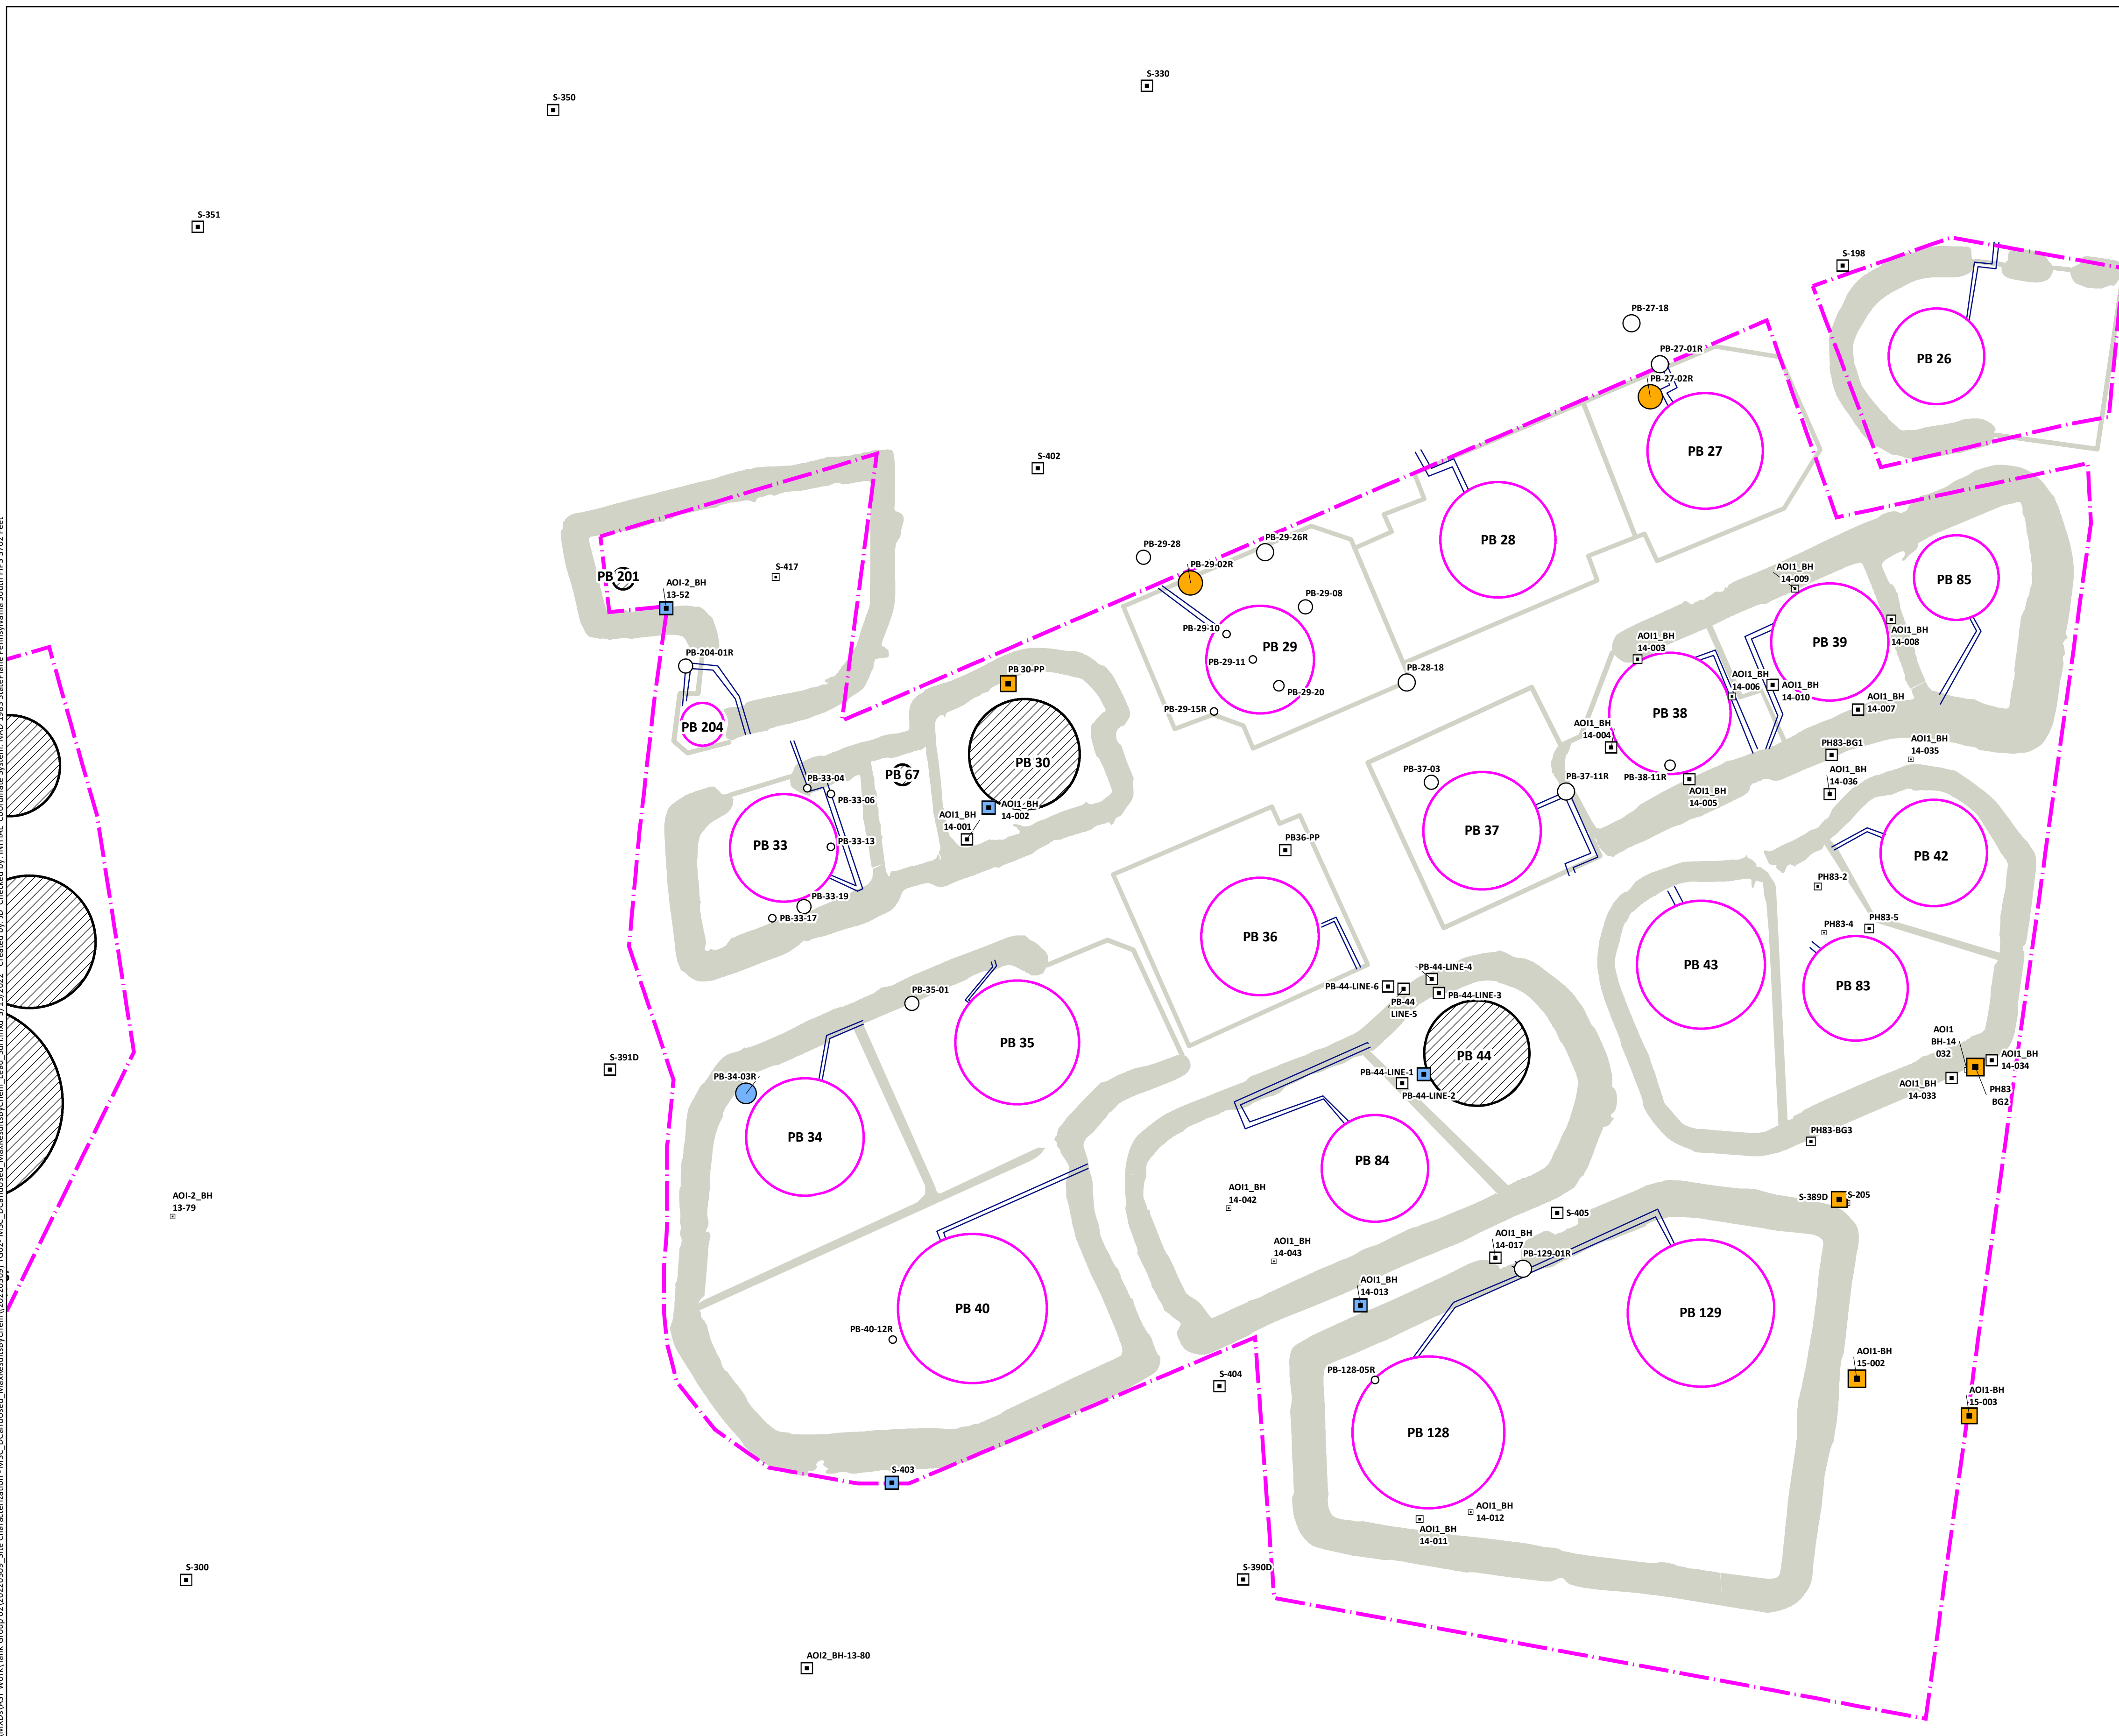 S-330
S-350
S-351
S-198
PB-27-18
PB-27-01R
PB-27-02R
PB 26
PB 27
S-402
PB 28
PB-29-28
PB-29-26R
PB-29-02R
PB 201
S-417
AOI-2_BH
13-52
PB-29-08
PB-29-10
PB 29
PB-29-11
PB-29-20
PB-29-15R
PB-28-18
AOI1_BH
14-009
PB 85
PB 39
AOI1_BH
14-008
AOI1_BH
14-003
AOI1_BH
14-006
AOI1_BH
14-010
AOI1_BH
14-007
PB 38
AOI1_BH
14-004
PB-38-11R
AOI1_BH
14-005
PH83-BG1
AOI1_BH
14-035
AOI1_BH
14-036
PB-204-01R
PB 204
PB 30-PP
PB 30
PB 67
PB-33-04
PB-33-06
PB-33-13
PB 33
PB-33-19
PB-33-17
AOI1_BH
14-001
AOI1_BH
14-002
PB-37-03
PB-37-11R
PB 37
PB36-PP
PB 36
PB 42
PH83-2
PH83-4
PH83-5
PB 43
PB 83
PB-44-LINE-4
PB-44-LINE-6
PB-44
LINE-5
PB-44-LINE-3
PB 44
PB-44-LINE-1
PB-44-LINE-2
AOI1
BH-14
032
AOI1_BH
14-034
AOI1_BH
14-033
PH83
BG2
PH83-BG3
PB-35-01
PB 35
S-391D
PB-34-03R
PB 34
PB 84
AOI1_BH
14-042
AOI1_BH
14-043
AOI-2_BH
13-79
S-389D
S-205
S-405
AOI1_BH
14-017
PB-129-01R
AOI1_BH
14-013
PB 129
PB 40
PB-40-12R
S-404
PB-128-05R
PB 128
AOI1-BH
15-002
AOI1-BH
15-003
S-403
AOI1_BH
14-012
AOI1_BH
14-011
S-300
S-390D
AOI2_BH-13-80